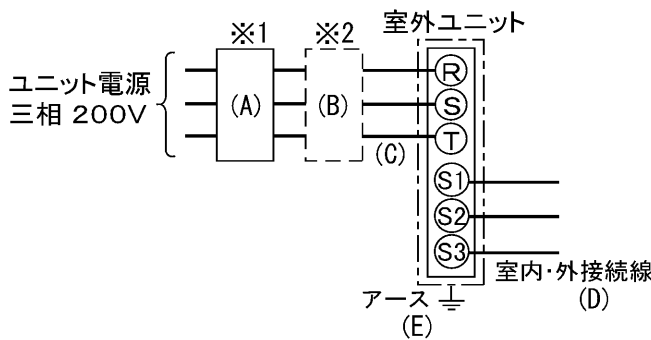 ※1
※2
室外ユニット
ユニット電源
三相 200V
(A)
(B)
(C)
R
S
T
S1
S2
S3
室内・外接続線
(D)
アース
(E)